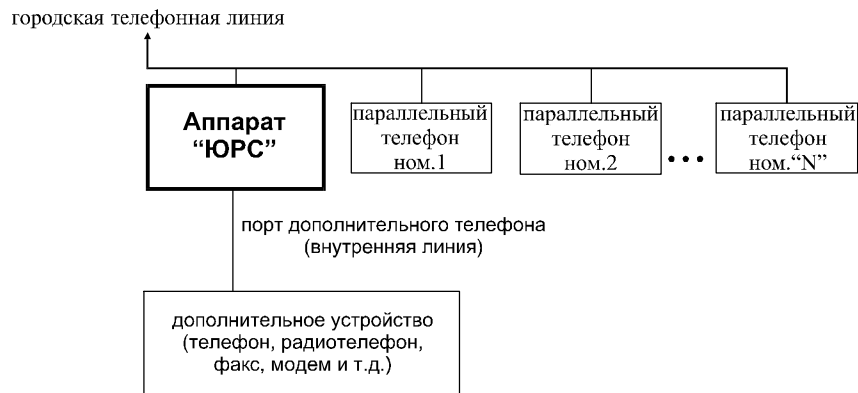 городская телефонная линия
Аппарат
“ЮРС”
параллельный
телефон
ном.1
параллельный
телефон
ном.2
...
параллельный
телефон
ном.“N”
порт дополнительного телефона
(внутренняя линия)
дополнительное устройство
(телефон, радиотелефон,
факс, модем и т.д.)